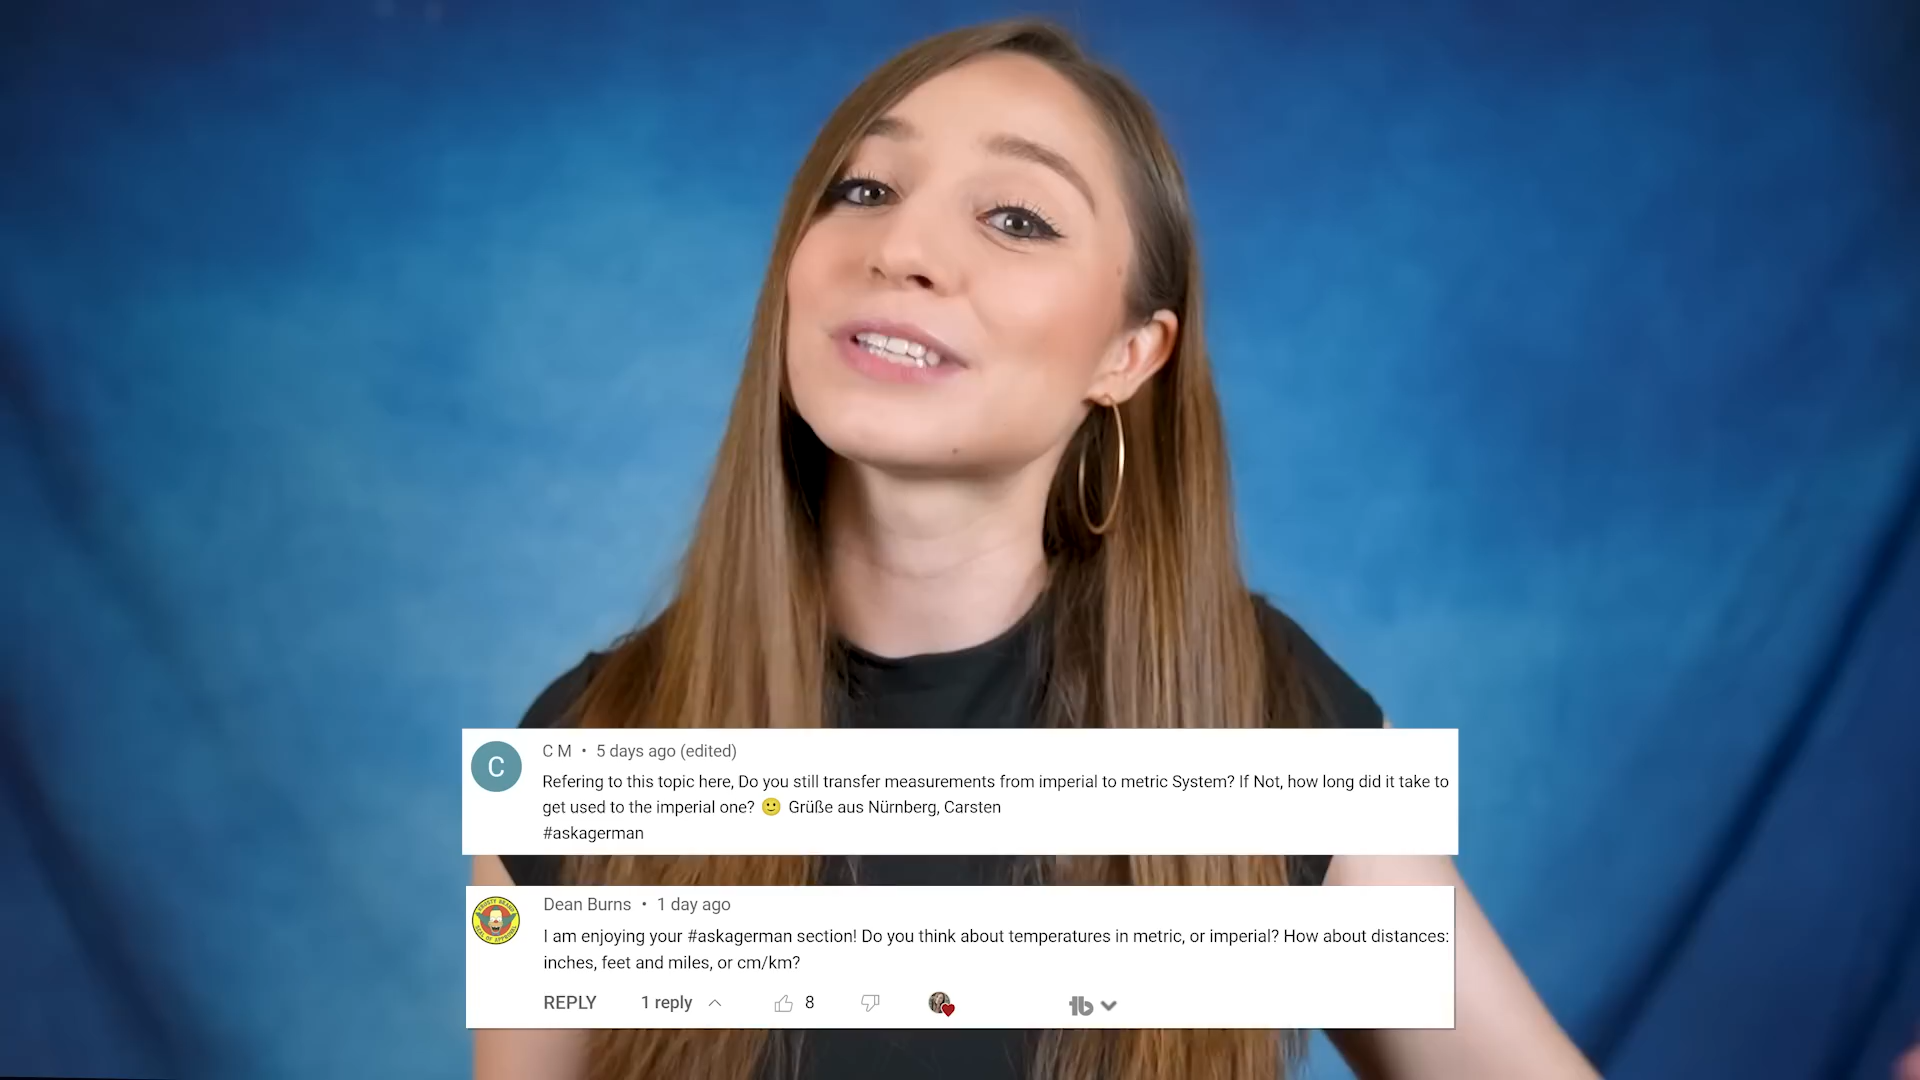 C
C M • 5 days ago (edited)
Refering to this topic here, Do you still transfer measurements from imperial to metric System? If Not, how long did it take to
get used to the imperial one? 🙂 Grüße aus Nürnberg, Carsten
#askagerman
Dean Burns • 1 day ago
I am enjoying your #askagerman section! Do you think about temperatures in metric, or imperial? How about distances:
inches, feet and miles, or cm/km?
REPLY 1 reply 8